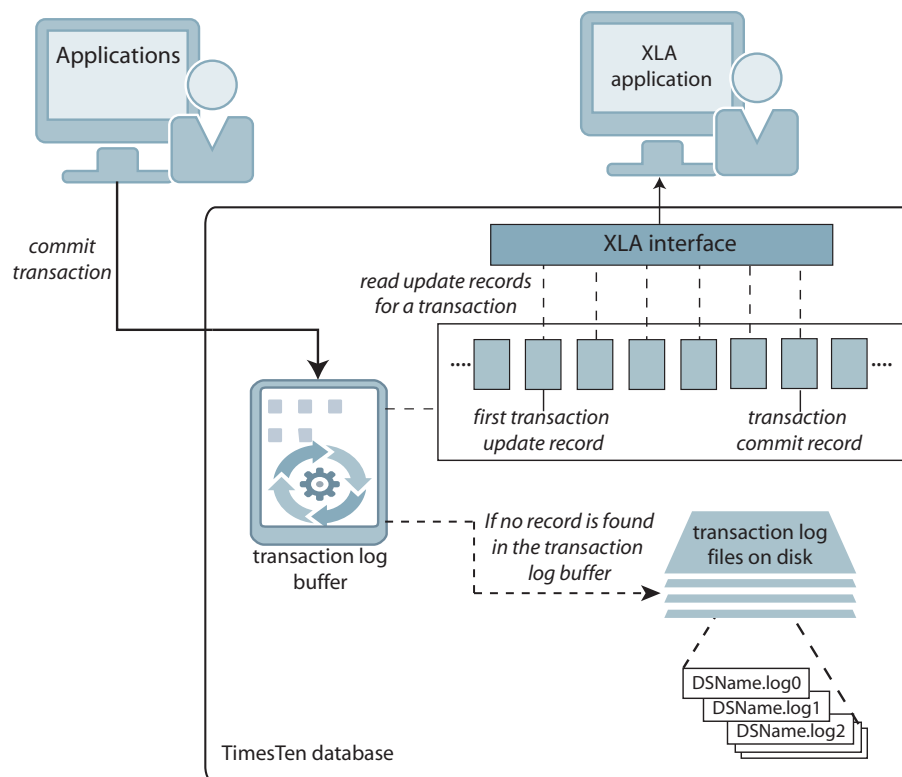 Applications
XLA
application
commit
transaction
XLA interface
read update records
for a transaction
....
....
first transaction
update record
transaction
commit record
transaction log
buffer
If no record is found
in the transaction
log buffer
transaction log
files on disk
DSName.log0
DSName.log1
DSName.log2
TimesTen database